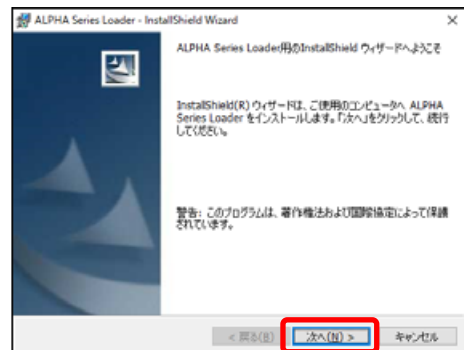 ALPHA Series Loader - InstallShield Wizard
ALPHA Series Loader用のInstallShield ウィザードへようこそ
InstallShield(R) ウィザードは、ご使用のコンピュータへ ALPHA
Series Loader をインストールします。「次へ」をクリックして、続行
してください。
警告: このプログラムは、著作権法および国際協定によって保護
されています。
< 戻る(B)
次へ(N) >
キャンセル